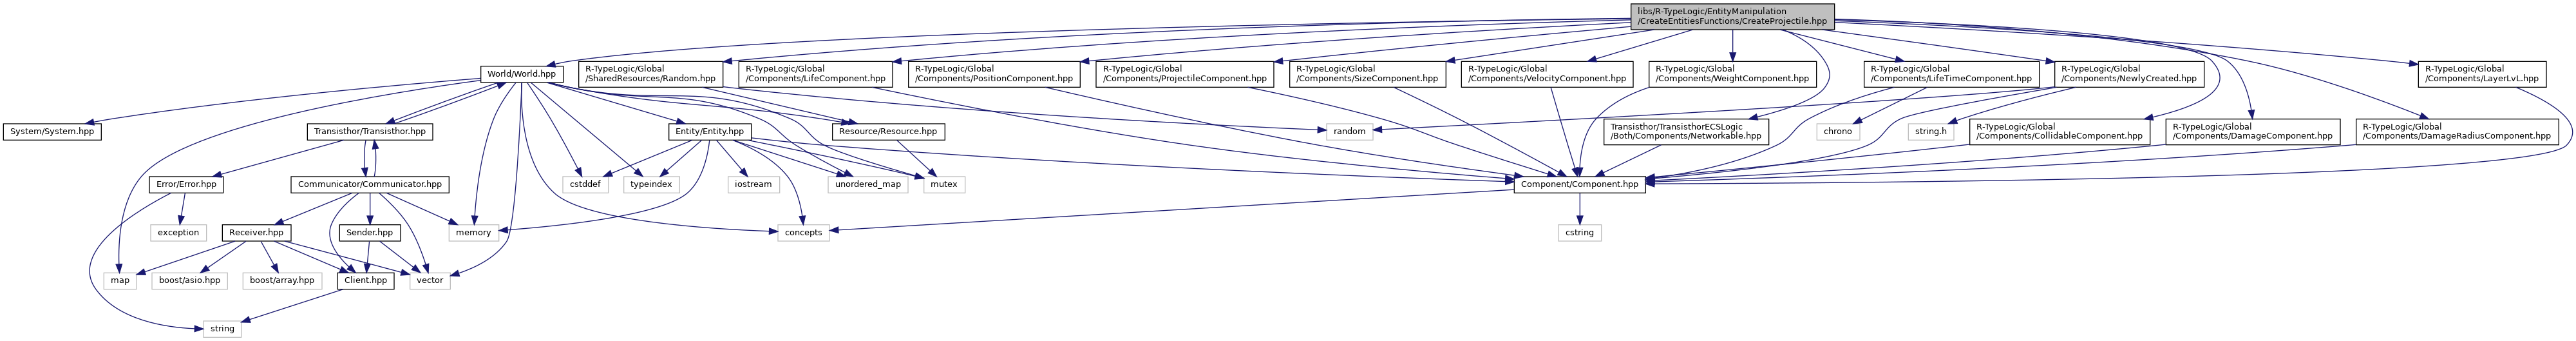 libs/R-TypeLogic/EntityManipulation
/CreateEntitiesFunctions/CreateProjectile.hpp
World/World.hpp
R-TypeLogic/Global
/SharedResources/Random.hpp
R-TypeLogic/Global
/Components/LifeComponent.hpp
R-TypeLogic/Global
/Components/PositionComponent.hpp
R-TypeLogic/Global
/Components/ProjectileComponent.hpp
R-TypeLogic/Global
/Components/SizeComponent.hpp
R-TypeLogic/Global
/Components/VelocityComponent.hpp
R-TypeLogic/Global
/Components/WeightComponent.hpp
R-TypeLogic/Global
/Components/LifeTimeComponent.hpp
R-TypeLogic/Global
/Components/NewlyCreated.hpp
R-TypeLogic/Global
/Components/LayerLvL.hpp
System/System.hpp
Transisthor/Transisthor.hpp
Entity/Entity.hpp
Resource/Resource.hpp
random
Transisthor/TransisthorECSLogic
/Both/Components/Networkable.hpp
chrono
string.h
R-TypeLogic/Global
/Components/CollidableComponent.hpp
R-TypeLogic/Global
/Components/DamageComponent.hpp
R-TypeLogic/Global
/Components/DamageRadiusComponent.hpp
Error/Error.hpp
Communicator/Communicator.hpp
cstddef
typeindex
iostream
unordered_map
mutex
Component/Component.hpp
exception
Receiver.hpp
Sender.hpp
memory
concepts
cstring
map
boost/asio.hpp
boost/array.hpp
Client.hpp
vector
string